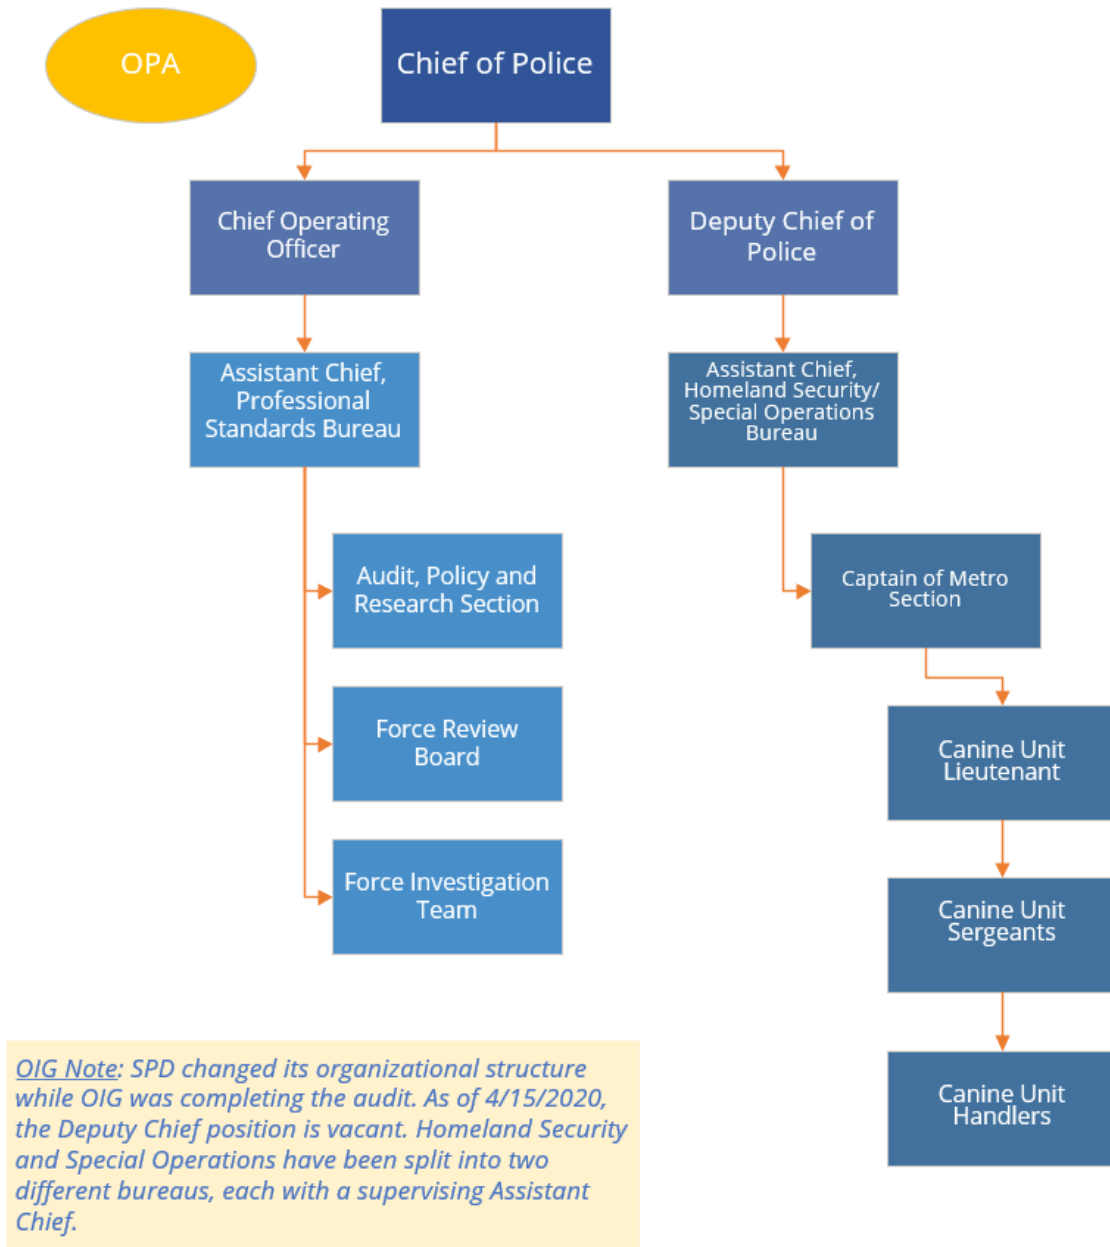 OPA
Chief of Police
Chief Operating
Officer
Deputy Chief of
Police
Assistant Chief,
Professional
Standards Bureau
Assistant Chief,
Homeland Security/
Special Operations
Bureau
Audit, Policy and
Research Section
Captain of Metro
Section
Force Review
Board
Canine Unit
Lieutenant
Force Investigation
Team
Canine Unit
Sergeants
Canine Unit
Handlers
OIG Note: SPD changed its organizational structure
while OIG was completing the audit. As of 4/15/2020,
the Deputy Chief position is vacant. Homeland Security
and Special Operations have been split into two
different bureaus, each with a supervising Assistant
Chief.